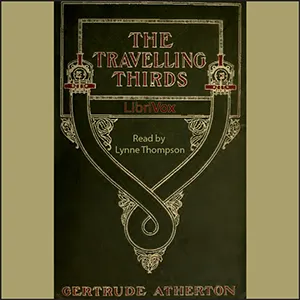 THE
TRAVELLING
THIRDS
LibriVox
Read by
Lynne Thompson
GERTRUDE ATHERTON